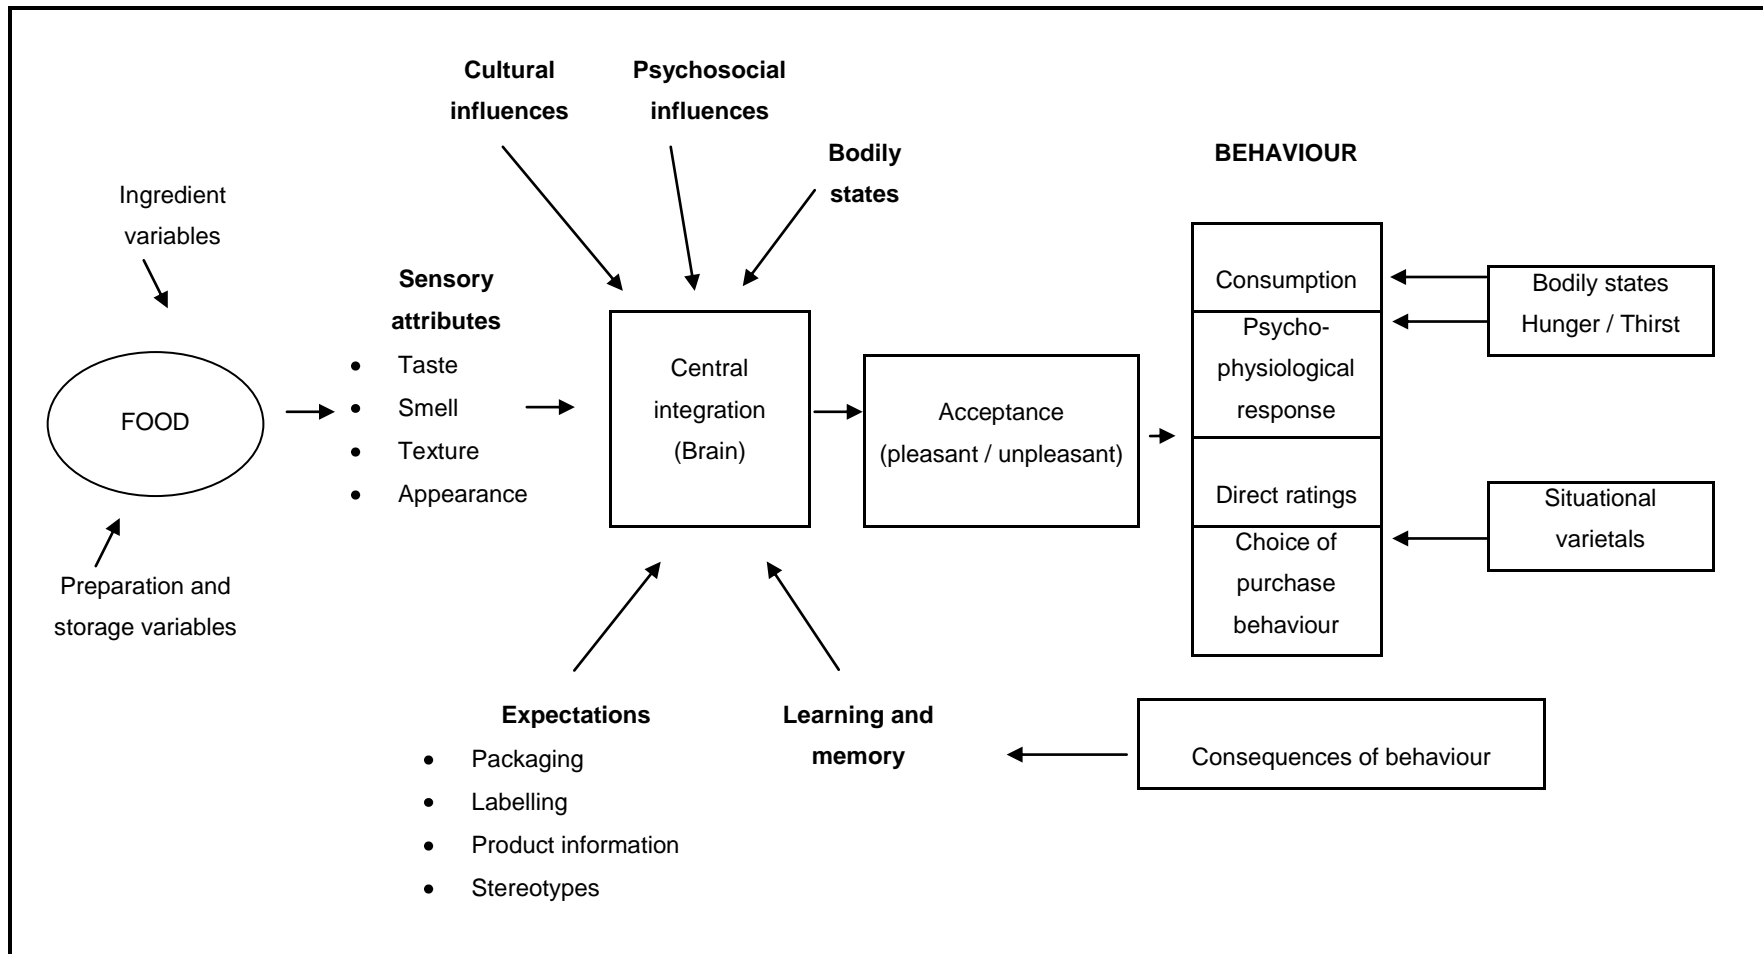 Cultural
influences
Psychosocial
influences
Bodily
states
BEHAVIOUR
Ingredient
variables
FOOD
Preparation and
storage variables
Sensory
attributes
• Taste
• Smell
• Texture
• Appearance
Central
integration
(Brain)
Acceptance
(pleasant / unpleasant)
Consumption
Psycho-
physiological
response
Direct ratings
Choice of
purchase
behaviour
Bodily states
Hunger / Thirst
Situational
varietals
Expectations
• Packaging
• Labelling
• Product information
• Stereotypes
Learning and
memory
Consequences of behaviour